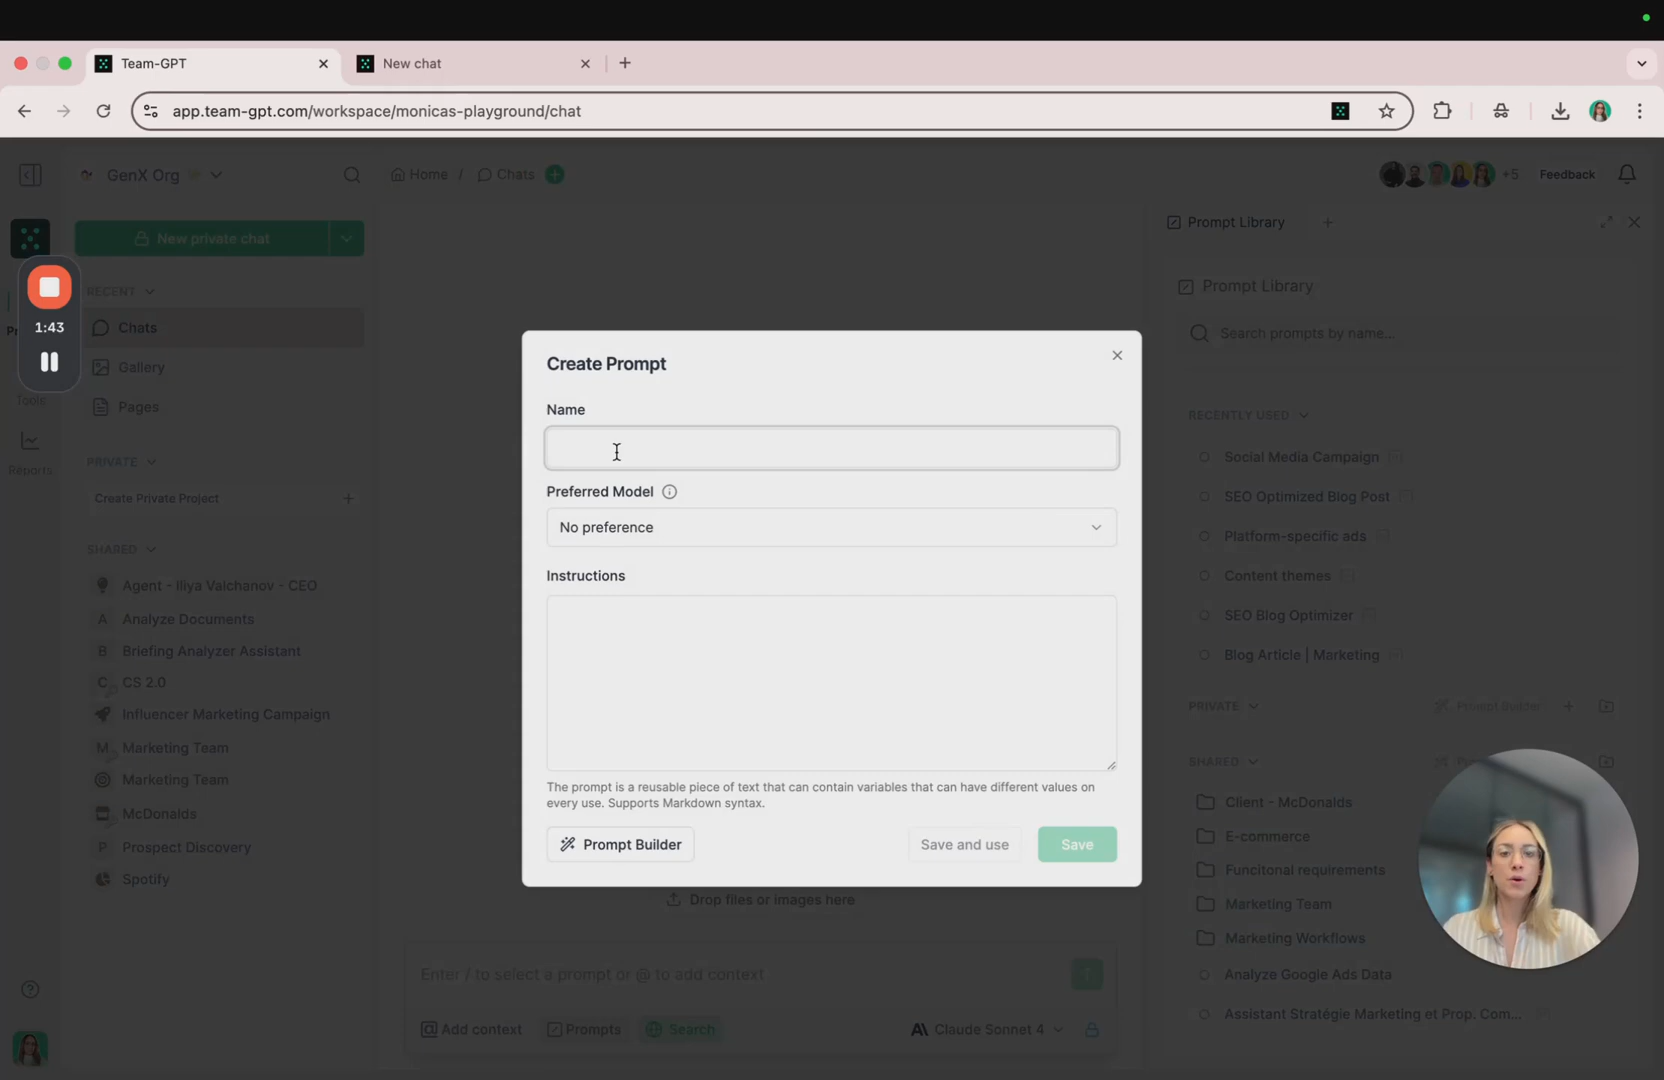 Team-GPT
New chat
app.team-gpt.com/workspace/monicas-playground/chat
GenX Org
Home / Chats
+5
Feedback
New private chat
Prompt Library
RECENT
1:43
Chats
Gallery
Pages
Tools
Reports
PRIVATE
Create Private Project
SHARED
Agent - Iliya Valchanov - CEO
A Analyze Documents
B Briefing Analyzer Assistant
C CS 2.0
Influencer Marketing Campaign
M Marketing Team
Marketing Team
McDonalds
P Prospect Discovery
Spotify
Create Prompt
Name
Preferred Model
No preference
Instructions
The prompt is a reusable piece of text that can contain variables that can have different values on
every use. Supports Markdown syntax.
Prompt Builder
Save and use
Save
Drop files or images here
Enter / to select a prompt or @ to add context
Add context
Prompts
Search
Claude Sonnet 4
Prompt Library
Search prompts by name...
RECENTLY USED
Social Media Campaign
SEO Optimized Blog Post
Platform-specific ads
Content themes
SEO Blog Optimizer
Blog Article | Marketing
PRIVATE
Prompt Builder
SHARED
Client - McDonalds
E-commerce
Funcitonal requirements
Marketing Team
Marketing Workflows
Analyze Google Ads Data
Assistant Stratégie Marketing et Prop. Com...